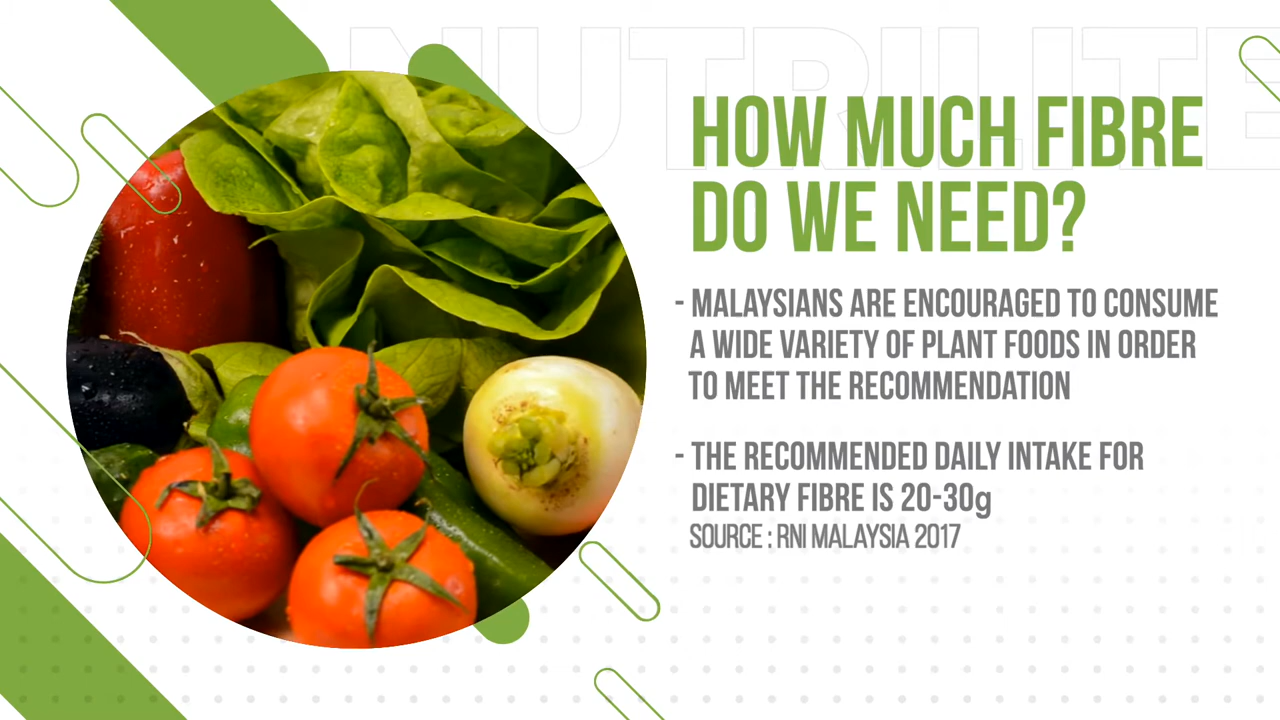 NUTRILITE
HOW MUCH FIBRE
DO WE NEED?
- MALAYSIANS ARE ENCOURAGED TO CONSUME
A WIDE VARIETY OF PLANT FOODS IN ORDER
TO MEET THE RECOMMENDATION
- THE RECOMMENDED DAILY INTAKE FOR
DIETARY FIBRE IS 20-30g
SOURCE : RNI MALAYSIA 2017